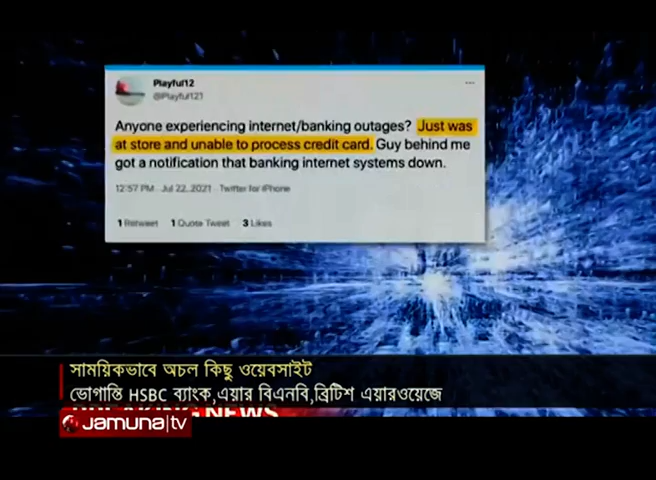 Playful12
@Playful121
Anyone experiencing internet/banking outages? Just was
at store and unable to process credit card. Guy behind me
got a notification that banking internet systems down.
12:57 PM · Jul 22, 2021 · Twitter for iPhone
1 Retweet 1 Quote Tweet 3 Likes
সাময়িকভাবে অচল কিছু ওয়েবসাইট
ভোগান্তি HSBC ব্যাংক,এয়ার বিএনবি,ব্রিটিশ এয়ারওয়েজে
BREAKING NEWS
Jamuna|tv